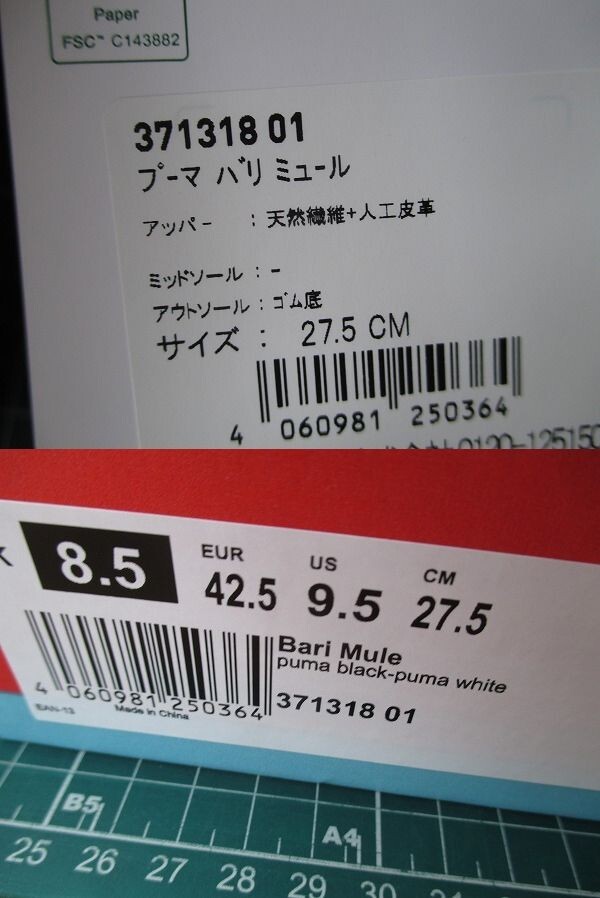 Paper
FSC™ C143882
371318 01
プーマ バリ ミュール
アッパー : 天然繊維+人工皮革
ミッドソール : -
アウトソール : ゴム底
サイズ : 27.5 CM
4 060981 250364
0120-125150
8.5
EUR
42.5
US
9.5
CM
27.5
Bari Mule
puma black-puma white
371318 01
4 060981 250364
EAN-13
Made in China
B5
A4
25 26 27 28 29 30